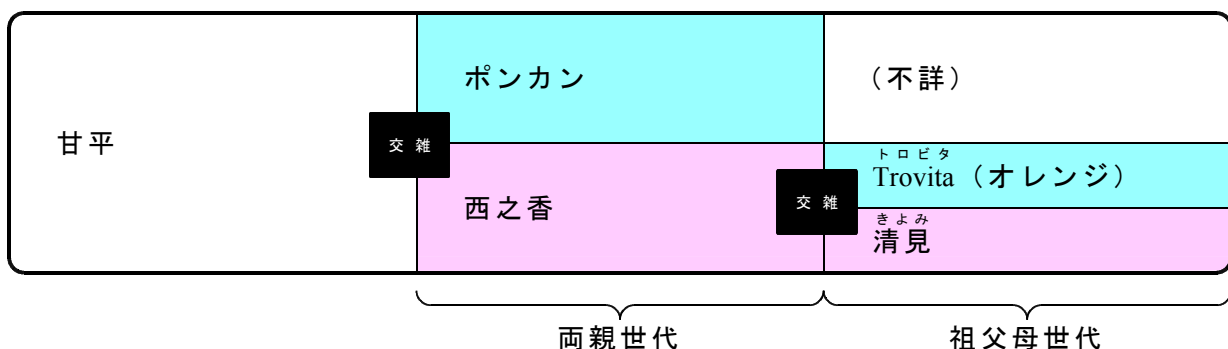 甘平
交雑
ポンカン
西之香
(不詳)
交雑
トロビタ
Trovita(オレンジ)
きよみ
清見
両親世代
祖父母世代